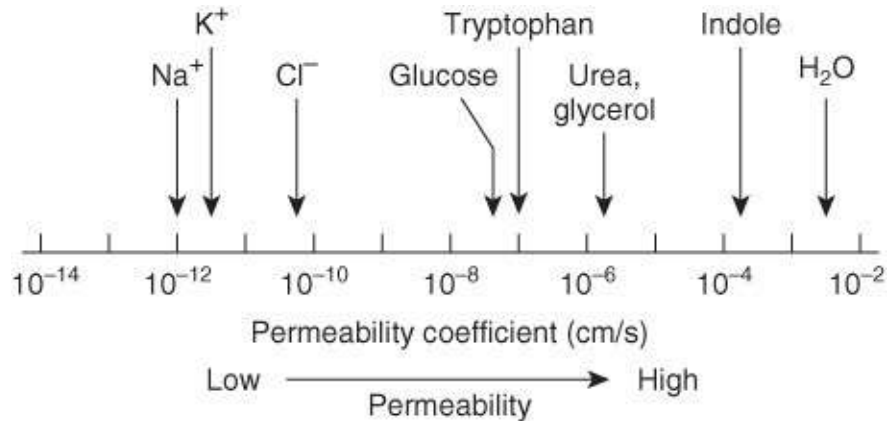 K⁺ Tryptophan Indole
Na⁺ Cl⁻ Glucose Urea, glycerol H₂O
10⁻¹⁴ 10⁻¹² 10⁻¹⁰ 10⁻⁸ 10⁻⁶ 10⁻⁴ 10⁻²
Permeability coefficient (cm/s)
Low High
Permeability